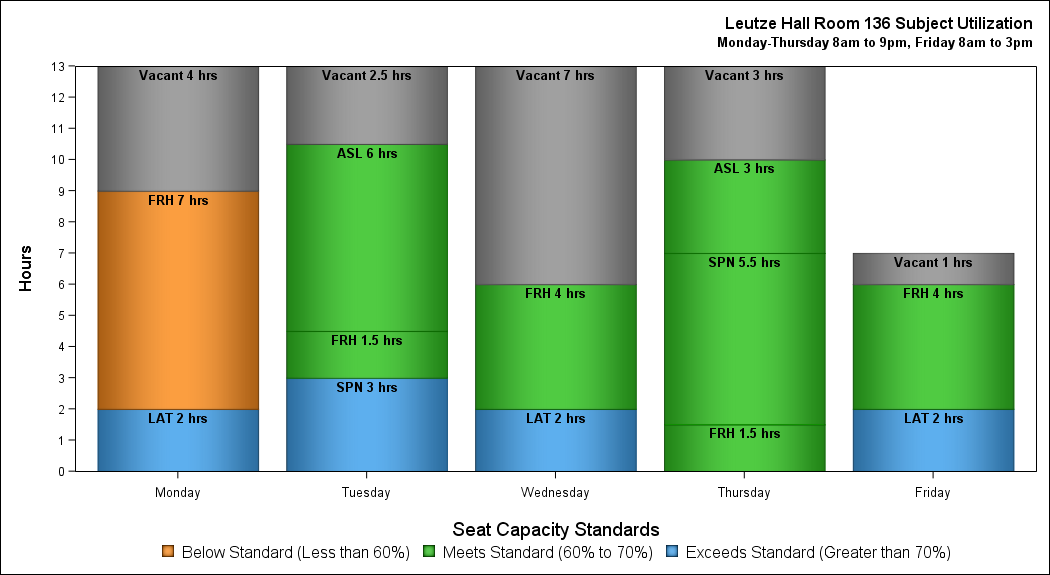 Leutze Hall Room 136 Subject Utilization
Monday-Thursday 8am to 9pm, Friday 8am to 3pm
Hours
13
12
11
10
9
8
7
6
5
4
3
2
1
0
Vacant 4 hrs
FRH 7 hrs
LAT 2 hrs
Vacant 2.5 hrs
ASL 6 hrs
FRH 1.5 hrs
SPN 3 hrs
Vacant 7 hrs
FRH 4 hrs
LAT 2 hrs
Vacant 3 hrs
ASL 3 hrs
SPN 5.5 hrs
FRH 1.5 hrs
Vacant 1 hrs
FRH 4 hrs
LAT 2 hrs
Monday Tuesday Wednesday Thursday Friday
Seat Capacity Standards
Below Standard (Less than 60%) Meets Standard (60% to 70%) Exceeds Standard (Greater than 70%)